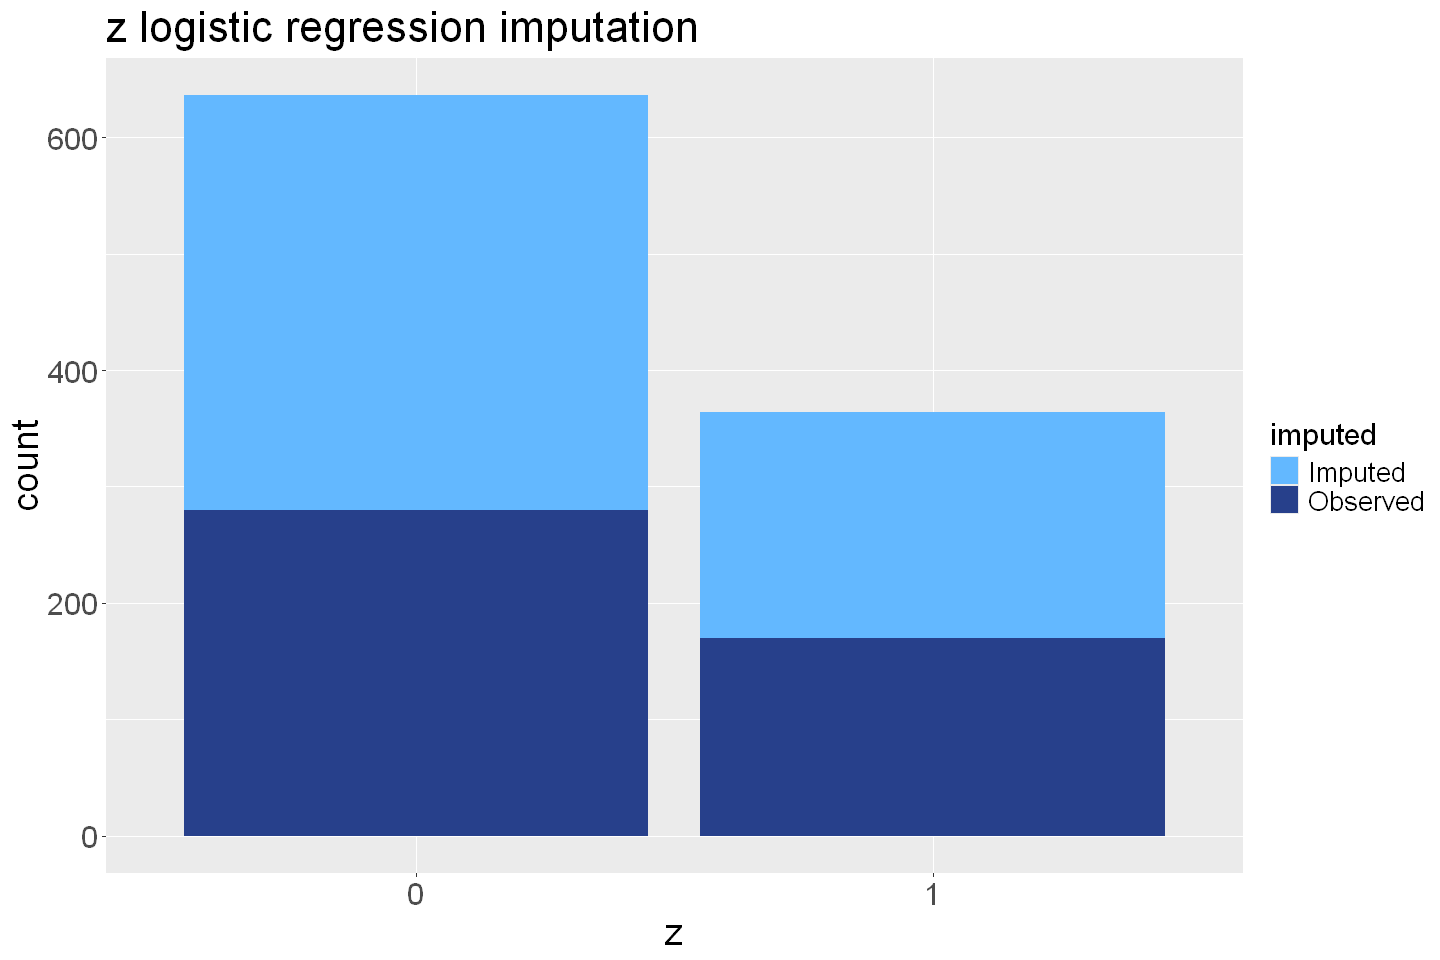 z logistic regression imputation
600
400
200
0
count
0
1
z
imputed
Imputed
Observed